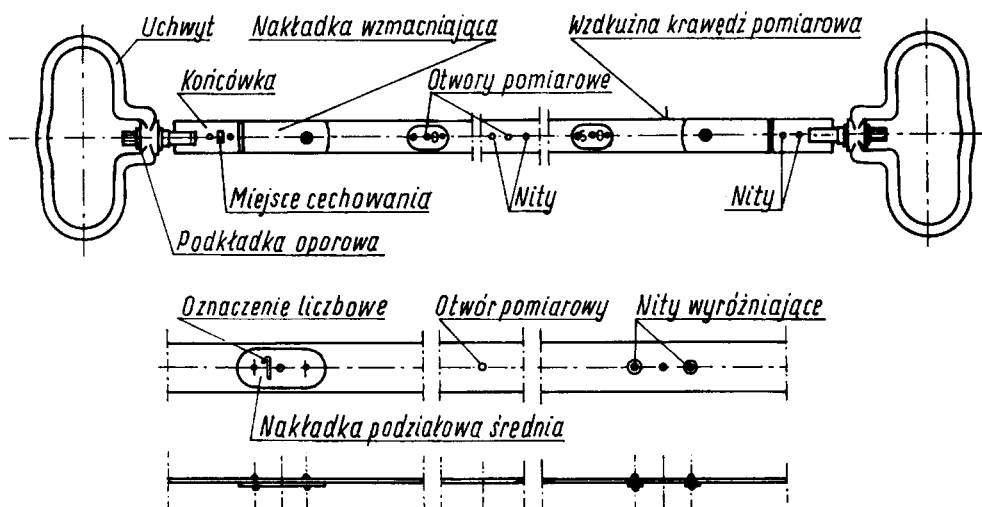 Uchwyt
Nakładka wzmacniająca
Wzdłużna krawędź pomiarowa
Końcówka
Otwory pomiarowe
Miejsce cechowania
Nity
Nity
Podkładka oporowa
Oznaczenie liczbowe
Otwór pomiarowy
Nity wyróżniające
Nakładka podziałowa średnia